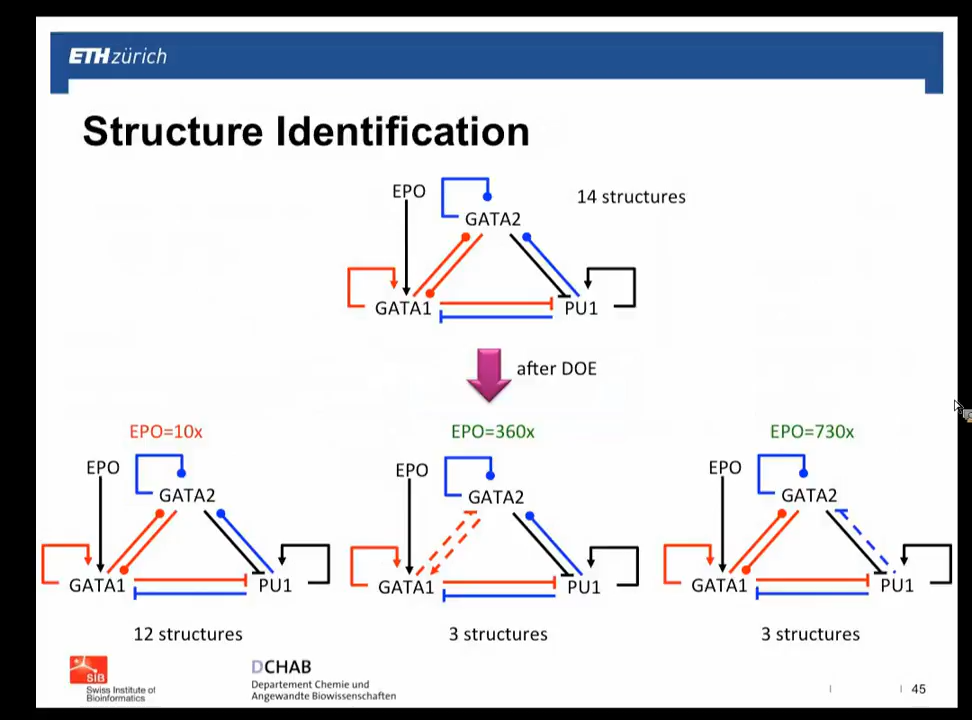 ETH zürich
Structure Identification
EPO
14 structures
GATA2
GATA1
PU1
after DOE
EPO=10x
EPO=360x
EPO=730x
EPO
EPO
EPO
GATA2
GATA2
GATA2
GATA1
PU1
GATA1
PU1
GATA1
PU1
12 structures
3 structures
3 structures
SIB
Swiss Institute of
Bioinformatics
DCHAB
Departement Chemie und
Angewandte Biowissenschaften
45